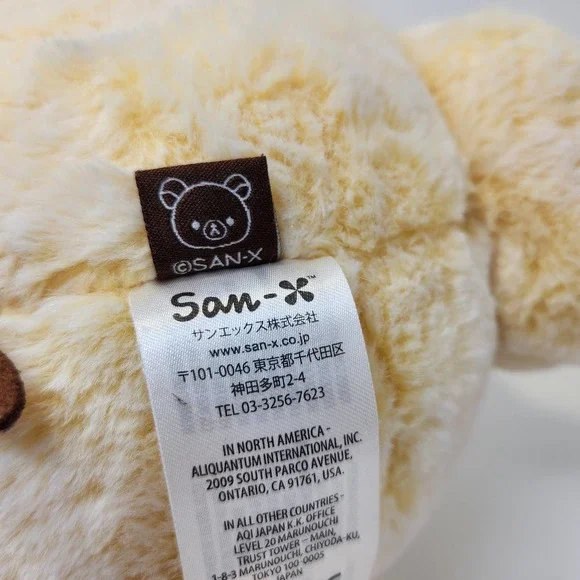 ©SAN-X
San-X™
サンエックス株式会社
www.san-x.co.jp
〒101-0046 東京都千代田区
神田多町2-4
TEL 03-3256-7623
IN NORTH AMERICA -
ALIQUANTUM INTERNATIONAL, INC.
2009 SOUTH PARCO AVENUE,
ONTARIO, CA 91761, USA.
IN ALL OTHER COUNTRIES -
AQI JAPAN K.K. OFFICE
LEVEL 20 MARUNOUCHI
TRUST TOWER – MAIN,
1-8-3 MARUNOUCHI, CHIYODA-KU,
TOKYO 100-0005
JAPAN